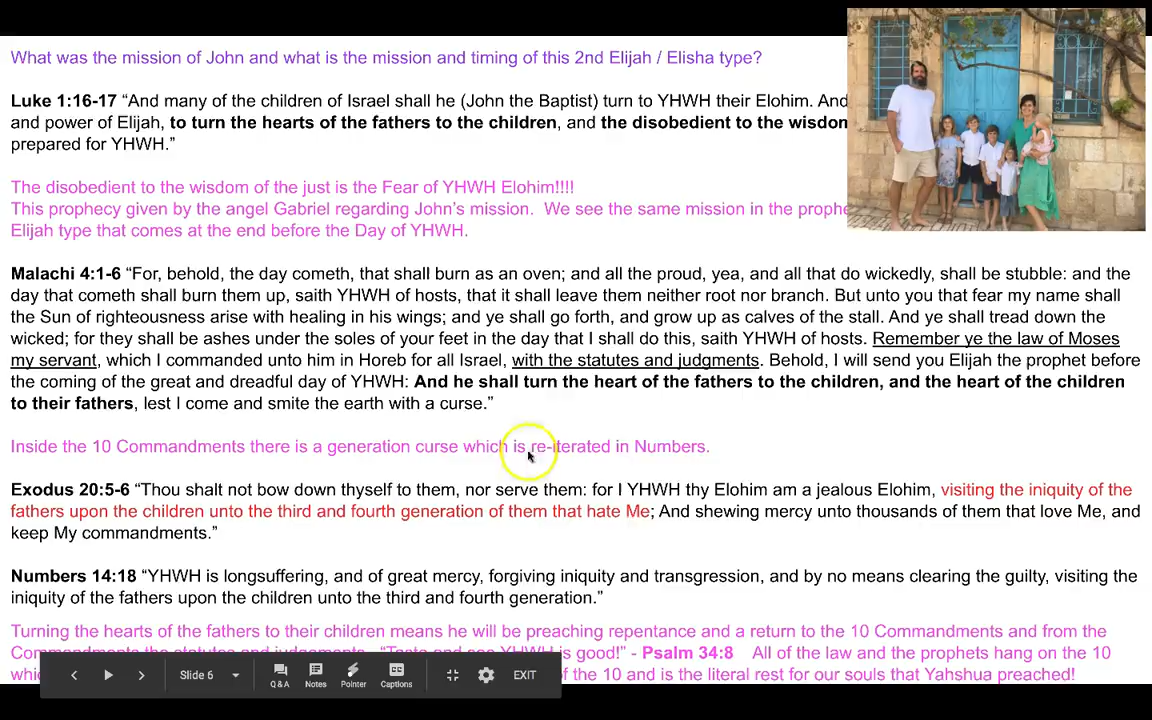 What was the mission of John and what is the mission and timing of this 2nd Elijah / Elisha type?
Luke 1:16-17 “And many of the children of Israel shall he (John the Baptist) turn to YHWH their Elohim. And
and power of Elijah, to turn the hearts of the fathers to the children, and the disobedient to the wisdom
prepared for YHWH.”
The disobedient to the wisdom of the just is the Fear of YHWH Elohim!!!!
This prophecy given by the angel Gabriel regarding John’s mission.  We see the same mission in the prophe
Elijah type that comes at the end before the Day of YHWH.
Malachi 4:1-6 “For, behold, the day cometh, that shall burn as an oven; and all the proud, yea, and all that do wickedly, shall be stubble: and the
day that cometh shall burn them up, saith YHWH of hosts, that it shall leave them neither root nor branch. But unto you that fear my name shall
the Sun of righteousness arise with healing in his wings; and ye shall go forth, and grow up as calves of the stall. And ye shall tread down the
wicked; for they shall be ashes under the soles of your feet in the day that I shall do this, saith YHWH of hosts. Remember ye the law of Moses
my servant, which I commanded unto him in Horeb for all Israel, with the statutes and judgments. Behold, I will send you Elijah the prophet before
the coming of the great and dreadful day of YHWH: And he shall turn the heart of the fathers to the children, and the heart of the children
to their fathers, lest I come and smite the earth with a curse.”
Inside the 10 Commandments there is a generation curse which is re-iterated in Numbers.
Exodus 20:5-6 “Thou shalt not bow down thyself to them, nor serve them: for I YHWH thy Elohim am a jealous Elohim, visiting the iniquity of the
fathers upon the children unto the third and fourth generation of them that hate Me; And shewing mercy unto thousands of them that love Me, and
keep My commandments.”
Numbers 14:18 “YHWH is longsuffering, and of great mercy, forgiving iniquity and transgression, and by no means clearing the guilty, visiting the
iniquity of the fathers upon the children unto the third and fourth generation.”
Turning the hearts of the fathers to their children means he will be preaching repentance and a return to the 10 Commandments and from the
Commandments the statutes and judgements. “Taste and see YHWH is good!” - Psalm 34:8   All of the law and the prophets hang on the 10
of the 10 and is the literal rest for our souls that Yahshua preached!
Slide 6
Q&A
Notes
Pointer
Captions
EXIT